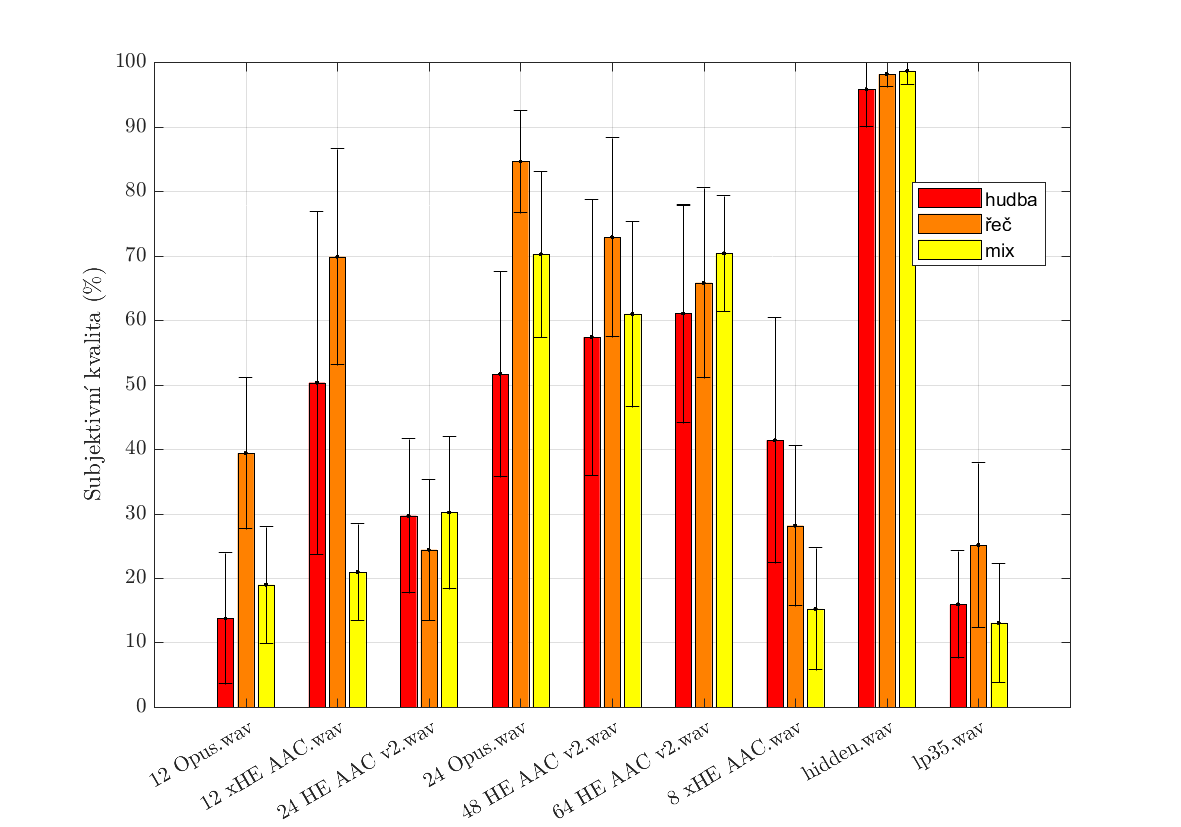 100
90
80
70
60
50
40
30
20
10
0
Subjektivní kvalita (%)
hudba
řeč
mix
12 Opus.wav
12 xHE AAC.wav
24 HE AAC v2.wav
24 Opus.wav
48 HE AAC v2.wav
64 HE AAC v2.wav
8 xHE AAC.wav
hidden.wav
lp35.wav